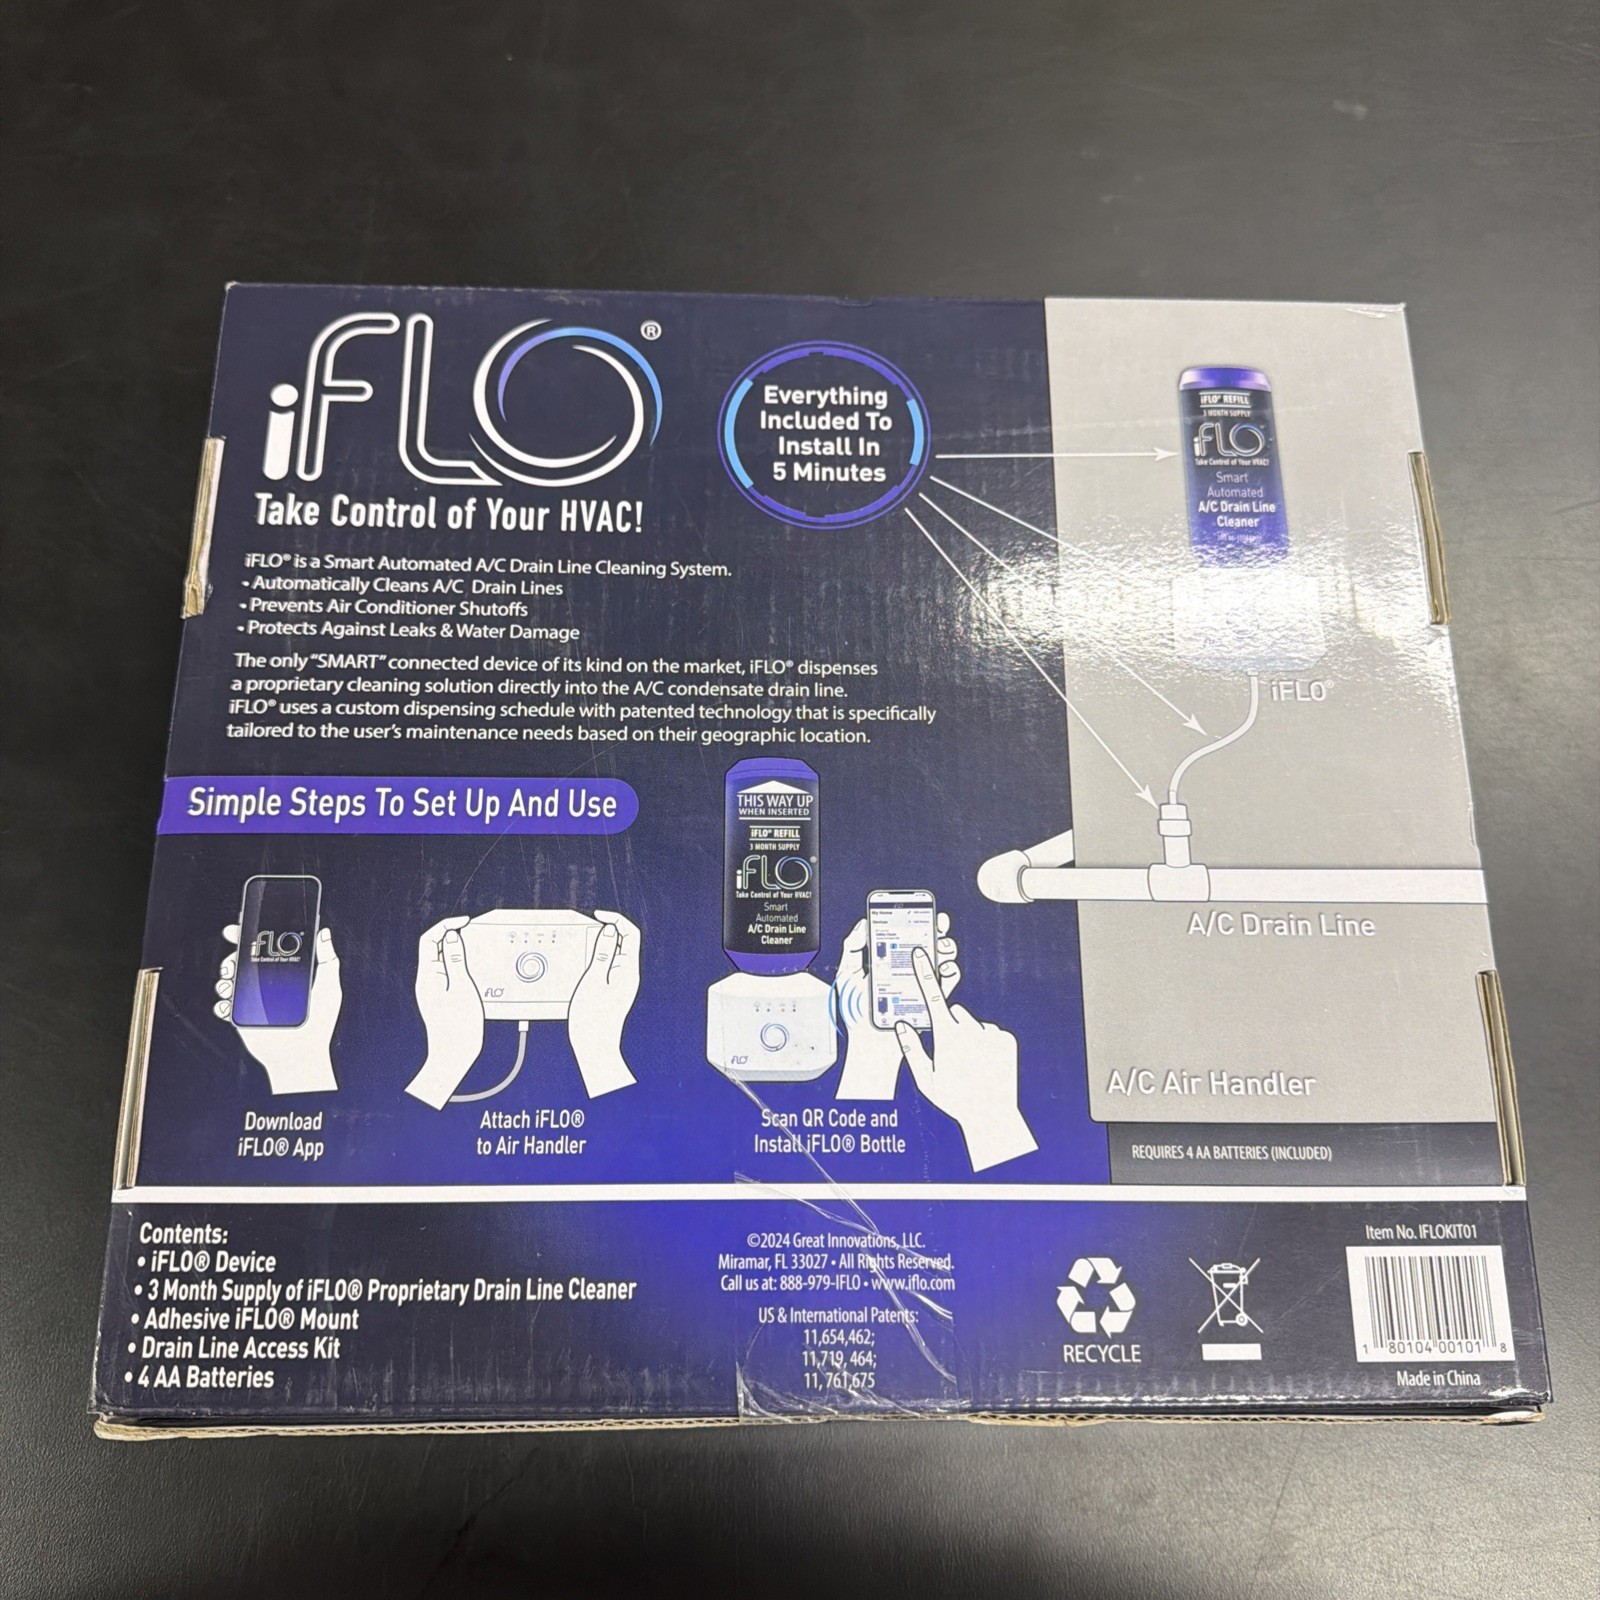 iFLO®
Take Control of Your HVAC!
iFLO® is a Smart Automated A/C Drain Line Cleaning System.
• Automatically Cleans A/C Drain Lines
• Prevents Air Conditioner Shutoffs
• Protects Against Leaks & Water Damage
The only "SMART" connected device of its kind on the market, iFLO® dispenses
a proprietary cleaning solution directly into the A/C condensate drain line.
iFLO® uses a custom dispensing schedule with patented technology that is specifically
tailored to the user's maintenance needs based on their geographic location.
Everything
Included To
Install In
5 Minutes
iFLO® REFILL
3 MONTH SUPPLY
iFLO
Take Control of Your HVAC!
Smart
Automated
A/C Drain Line
Cleaner
iFLO®
A/C Drain Line
A/C Air Handler
REQUIRES 4 AA BATTERIES (INCLUDED)
Simple Steps To Set Up And Use
iFLO
Take Control of Your HVAC!
Download
iFLO® App
iFLO
Attach iFLO®
to Air Handler
THIS WAY UP
WHEN INSERTED
iFLO® REFILL
3 MONTH SUPPLY
iFLO®
Take Control of Your HVAC!
Smart
Automated
A/C Drain Line
Cleaner
iFLO
My Home
Devices
Scan QR Code and
Install iFLO® Bottle
Contents:
• iFLO® Device
• 3 Month Supply of iFLO® Proprietary Drain Line Cleaner
• Adhesive iFLO® Mount
• Drain Line Access Kit
• 4 AA Batteries
©2024 Great Innovations, LLC.
Miramar, FL 33027 • All Rights Reserved.
Call us at: 888-979-IFLO • www.iflo.com
US & International Patents:
11,654,462;
11,719, 464;
11, 761,675
RECYCLE
Item No. IFLOKIT01
1 80104 00101 8
Made in China